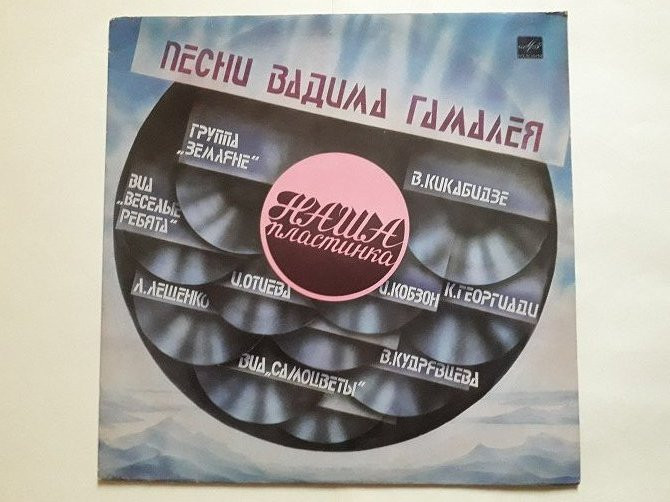 ПЕСНИ ВАДИМА ГАМАЛЕЯ
ГРУППА
„ЗЕМЛЯНЕ"
В.КИКАБИДЗЕ
ВИА
„ВЕСЕЛЫЕ
РЕБЯТА"
НАША
пластинка
Л.ЛЕЩЕНКО
И.ОТИЕВА
И.КОБЗОН
К.ГЕОРГИАДИ
ВИА„САМОЦВЕТЫ"
В.КУДРЯВЦЕВА